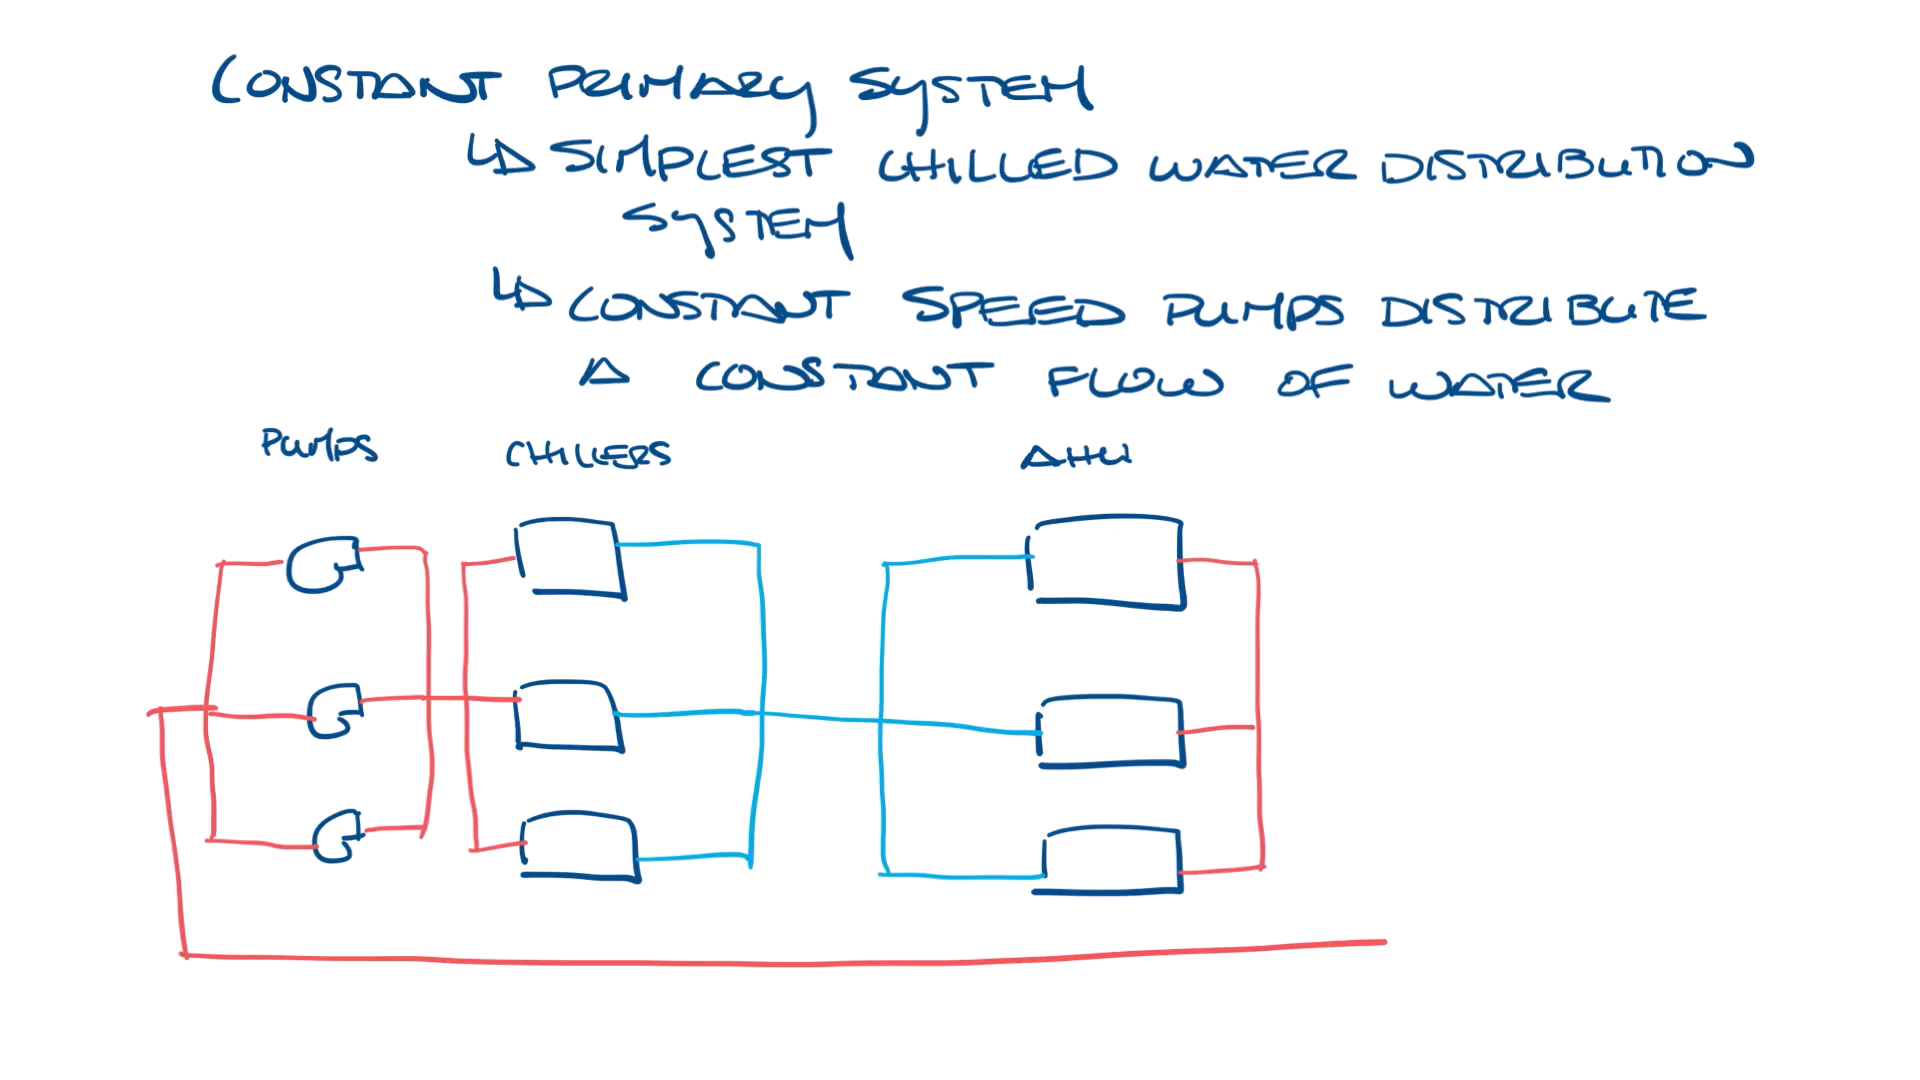 CONSTANT PRIMARY SYSTEM
↳ SIMPLEST CHILLED WATER DISTRIBUTION
SYSTEM
↳ CONSTANT SPEED PUMPS DISTRIBUTE
A CONSTANT FLOW OF WATER
PUMPS CHILLERS AHU